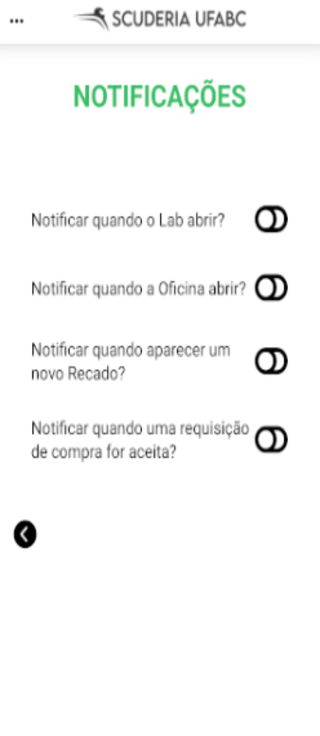 SCUDERIA UFABC
NOTIFICAÇÕES
Notificar quando o Lab abrir?
Notificar quando a Oficina abrir?
Notificar quando aparecer um
novo Recado?
Notificar quando uma requisição
de compra for aceita?